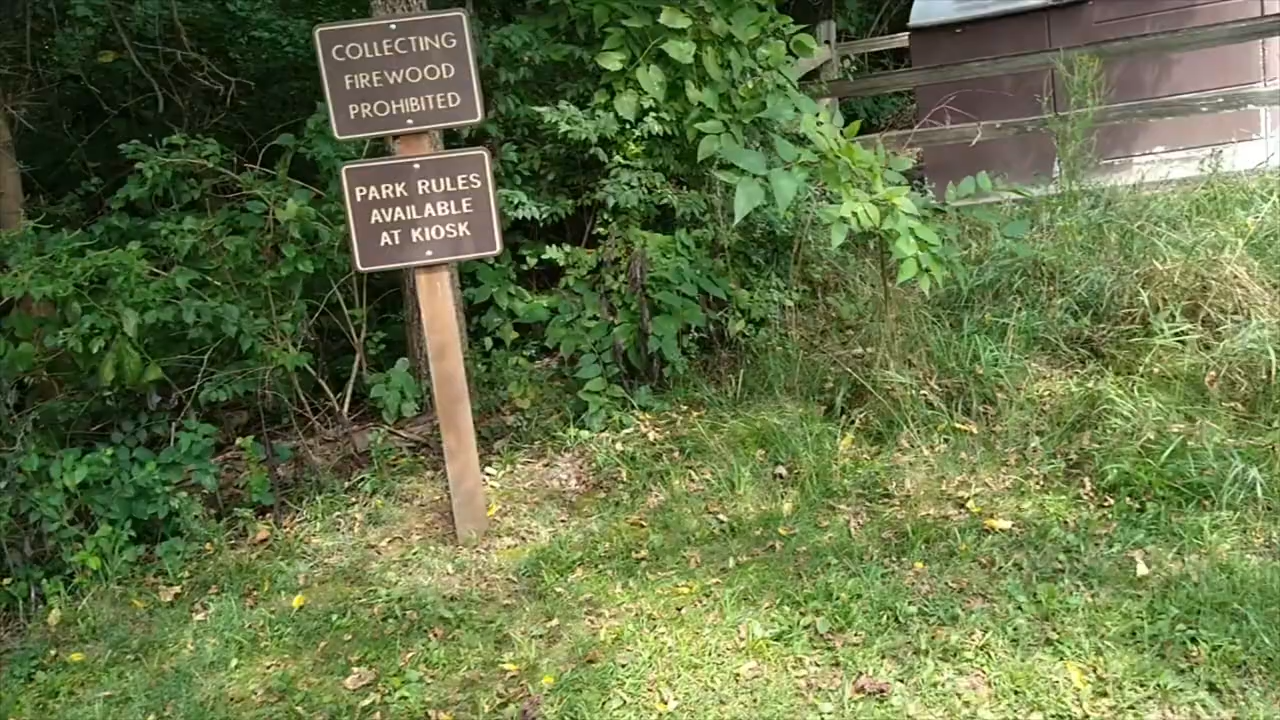 COLLECTING
FIREWOOD
PROHIBITED
PARK RULES
AVAILABLE
AT KIOSK